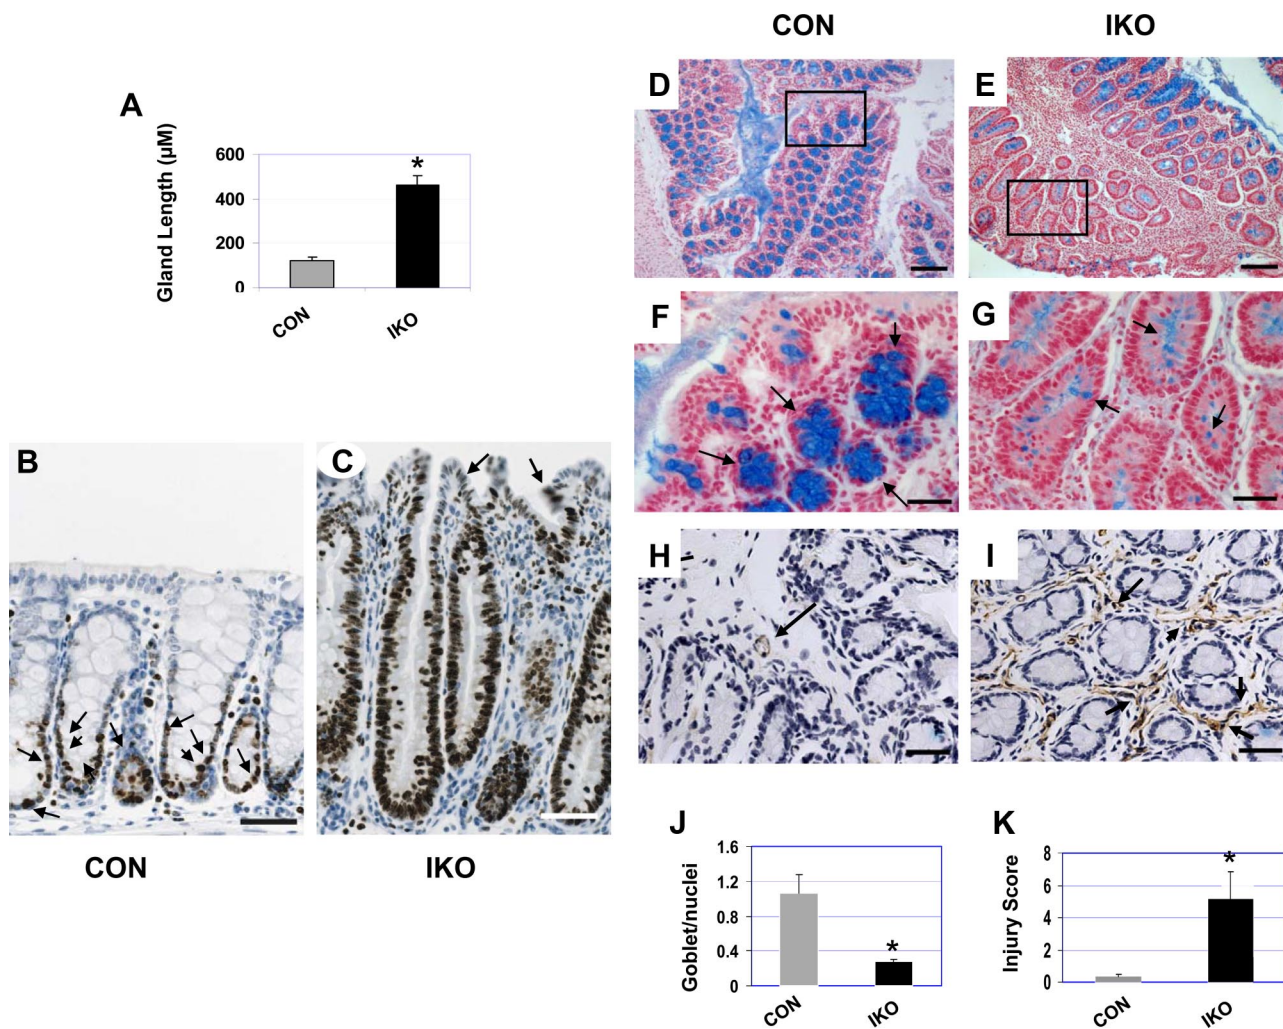 CON IKO
A
Gland Length (µM)
600
400
200
0
*
CON
IKO
B
C
CON
IKO
D
E
F
G
H
I
J
Goblet/nuclei
1.6
1.2
0.8
0.4
0
*
CON
IKO
K
Injury Score
8
6
4
2
0
*
CON
IKO